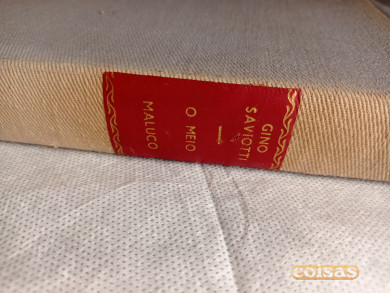 GINO
SAVIOTTI
O MEIO
MALUCO
coisas